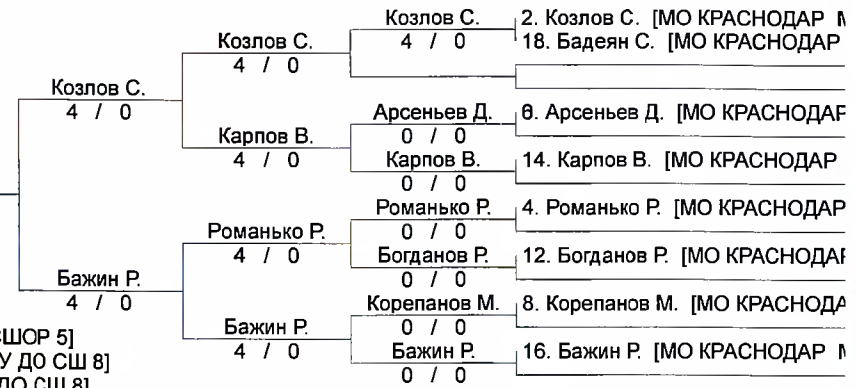 Козлов С. 2. Козлов С. [МО КРАСНОДАР
Козлов С. 4 / 0 18. Бадеян С. [МО КРАСНОДАР
4 / 0
Козлов С.
4 / 0 Арсеньев Д. 6. Арсеньев Д. [МО КРАСНОДАР
Карпов В. 0 / 0
4 / 0 Карпов В. 14. Карпов В. [МО КРАСНОДАР
0 / 0
Романько Р. 4. Романько Р. [МО КРАСНОДАР
Романько Р. 0 / 0
4 / 0 Богданов Р. 12. Богданов Р. [МО КРАСНОДАР
Бажин Р. 0 / 0
4 / 0 Корепанов М. 8. Корепанов М. [МО КРАСНОДА
Бажин Р. 0 / 0
СШОР 5]
4 / 0 Бажин Р. 16. Бажин Р. [МО КРАСНОДАР
У ДО СШ 8]
0 / 0
ДО СШ 8]